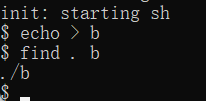 init: starting sh
$ echo > b
$ find . b
./b
$